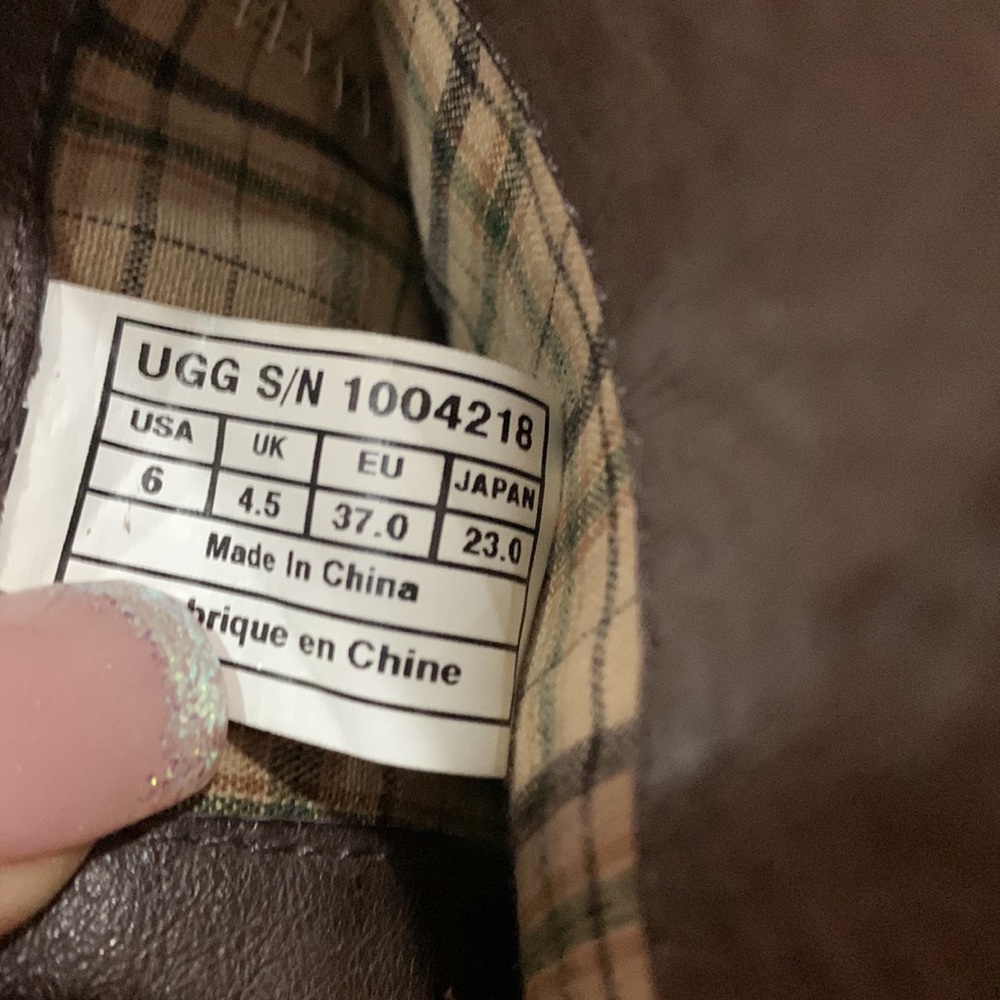 UGG S/N 1004218
USA UK EU JAPAN
6 4.5 37.0 23.0
Made In China
brique en Chine